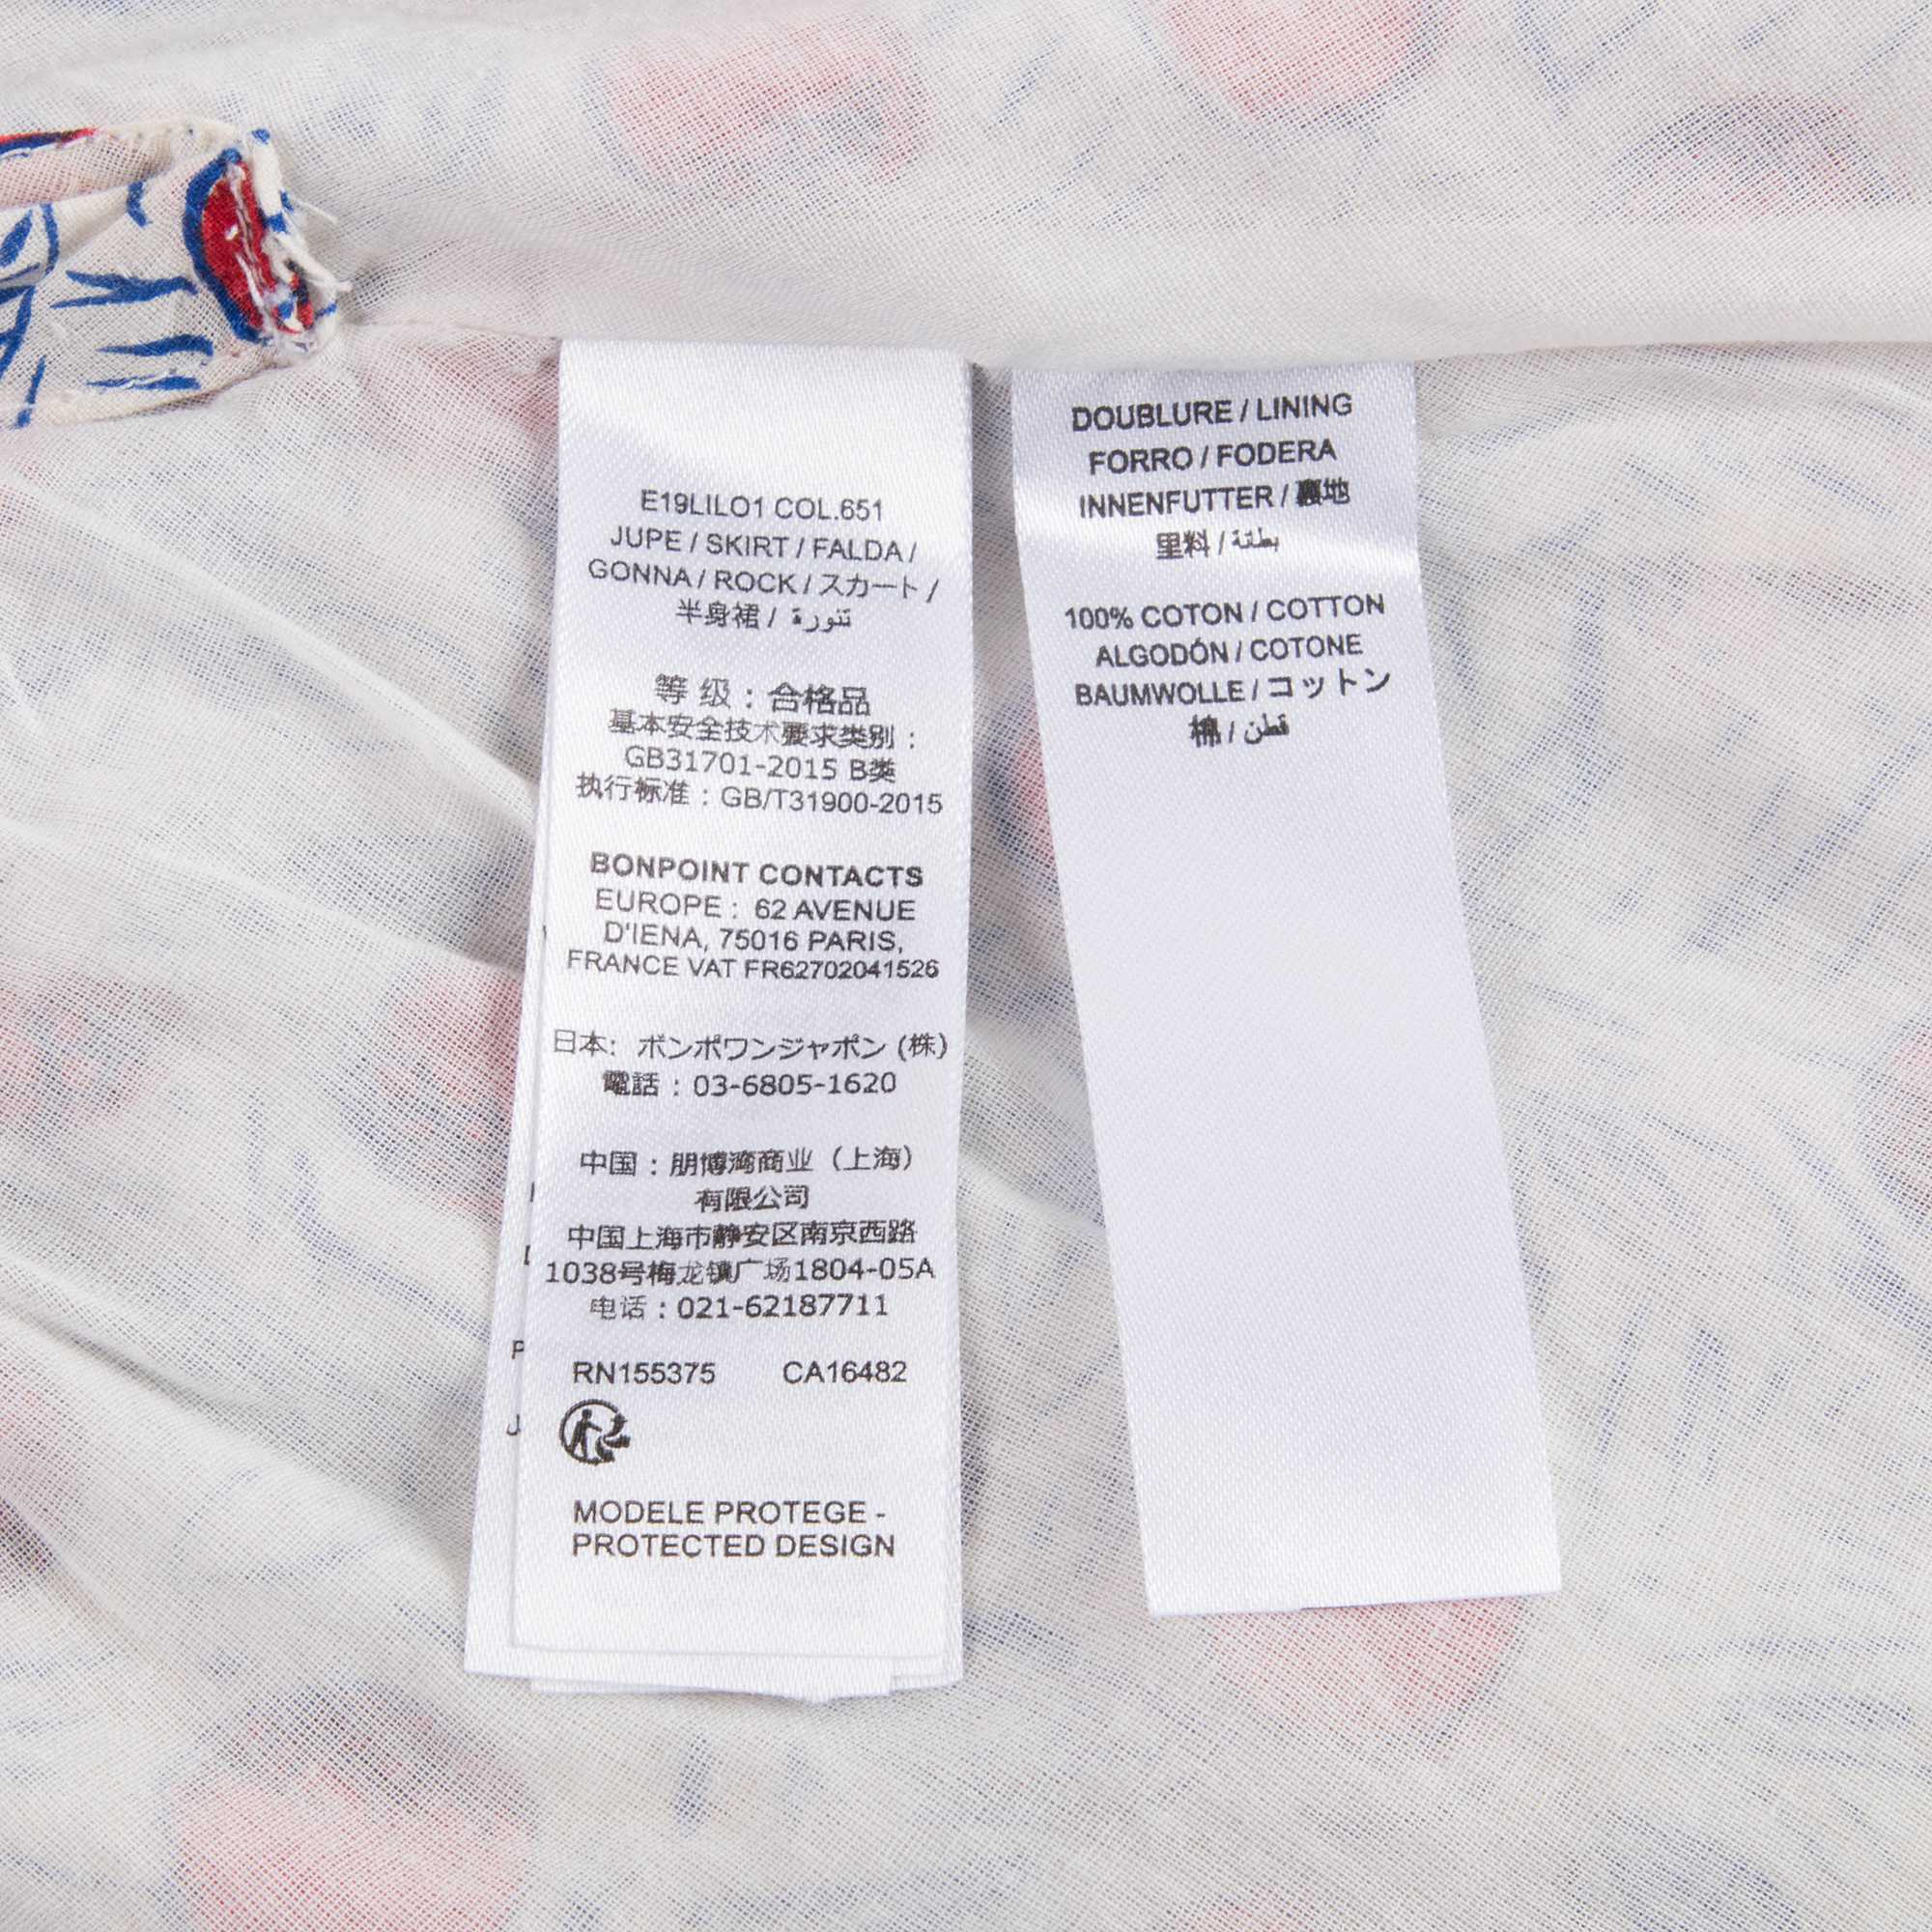 E19LILO1 COL.651
JUPE / SKIRT / FALDA /
GONNA / ROCK / スカート /
半身裙 / تنورة
等 级 : 合格品
基本安全技术要求类别 :
GB31701-2015 B类
执行标准 : GB/T31900-2015
BONPOINT CONTACTS
EUROPE : 62 AVENUE
D'IENA, 75016 PARIS,
FRANCE VAT FR62702041526
日本: ボンポワンジャポン (株)
電話 : 03-6805-1620
中国 : 朋博湾商业 (上海)
有限公司
中国上海市静安区南京西路
1038号梅龙镇广场1804-05A
电话 : 021-62187711
RN155375 CA16482
MODELE PROTEGE -
PROTECTED DESIGN
DOUBLURE / LINING
FORRO / FODERA
INNENFUTTER / 裏地
里料 / بطانة
100% COTON / COTTON
ALGODÓN / COTONE
BAUMWOLLE / コットン
棉 / قطن